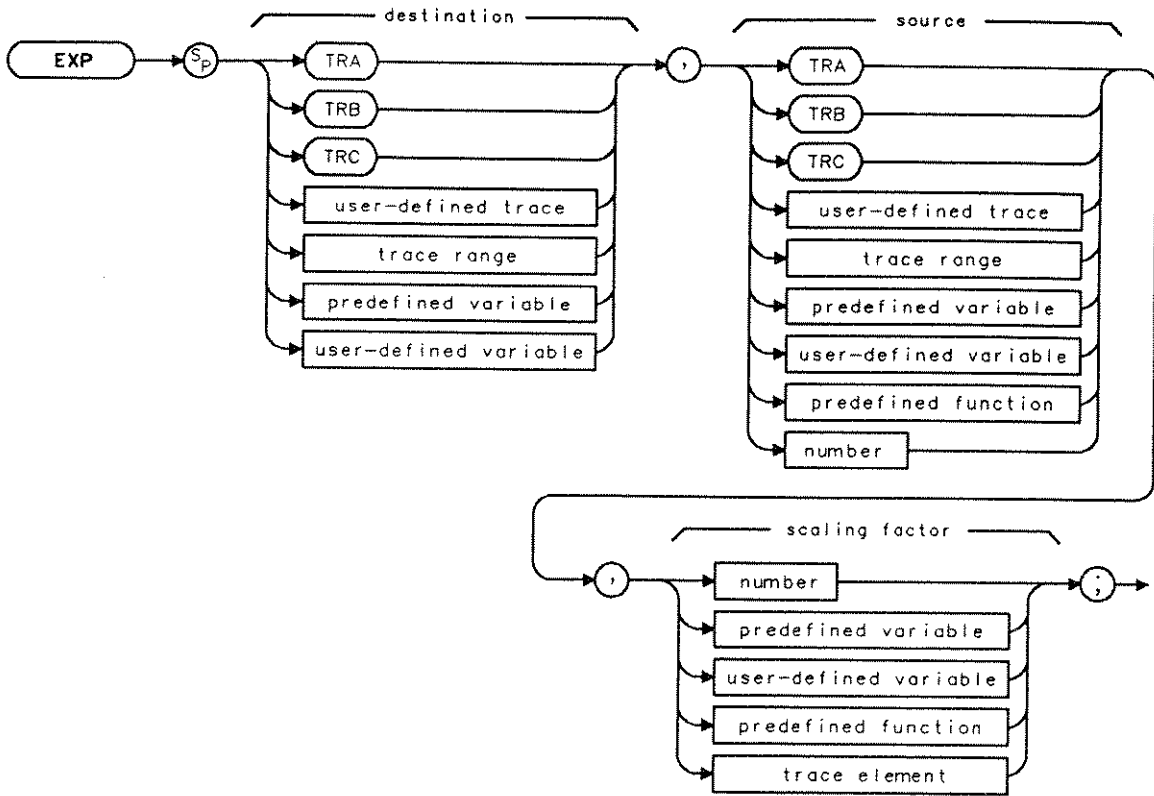 destination
source
EXP
SP
TRA
,
TRA
TRB
TRB
TRC
TRC
user-defined trace
user-defined trace
trace range
trace range
predefined variable
predefined variable
user-defined variable
user-defined variable
predefined function
number
scaling factor
,
number
;
predefined variable
user-defined variable
predefined function
trace element